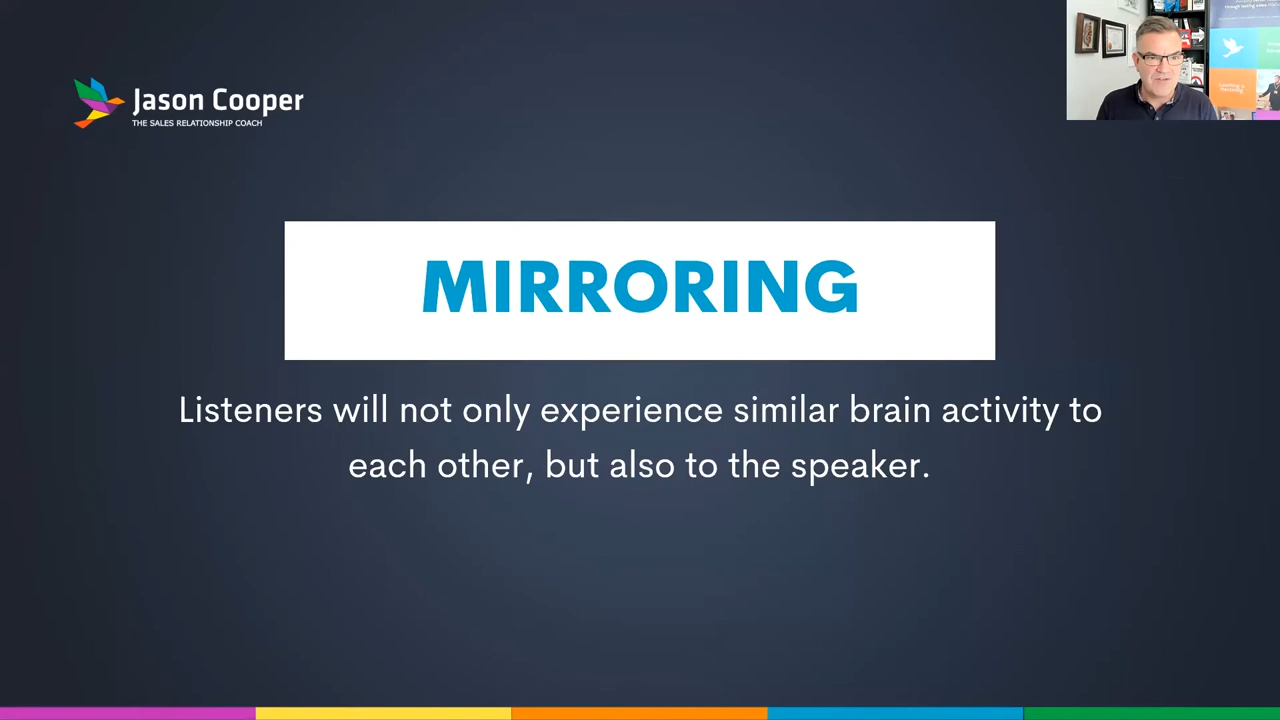 Jason Cooper
THE SALES RELATIONSHIP COACH
MIRRORING
Listeners will not only experience similar brain activity to
each other, but also to the speaker.